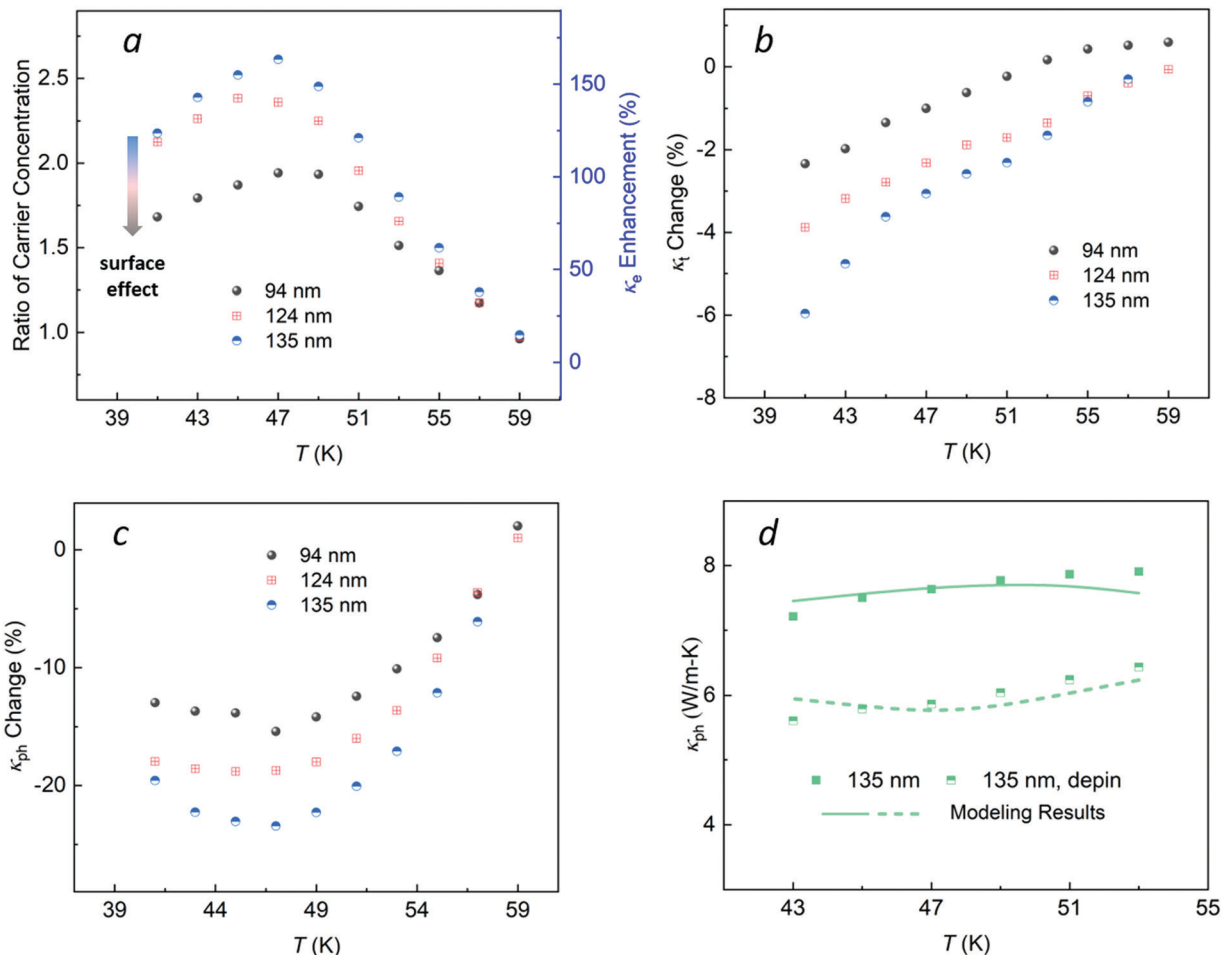 a
Ratio of Carrier Concentration
2.5
2.0
1.5
1.0
150
100
50
0
κe Enhancement (%)
surface
effect
94 nm
124 nm
135 nm
39 43 47 51 55 59
T (K)
b
κt Change (%)
0
-2
-4
-6
-8
94 nm
124 nm
135 nm
39 43 47 51 55 59
T (K)
c
κph Change (%)
0
-10
-20
94 nm
124 nm
135 nm
39 44 49 54 59
T (K)
d
κph (W/m-K)
8
6
4
135 nm 135 nm, depin
Modeling Results
43 47 51 55
T (K)